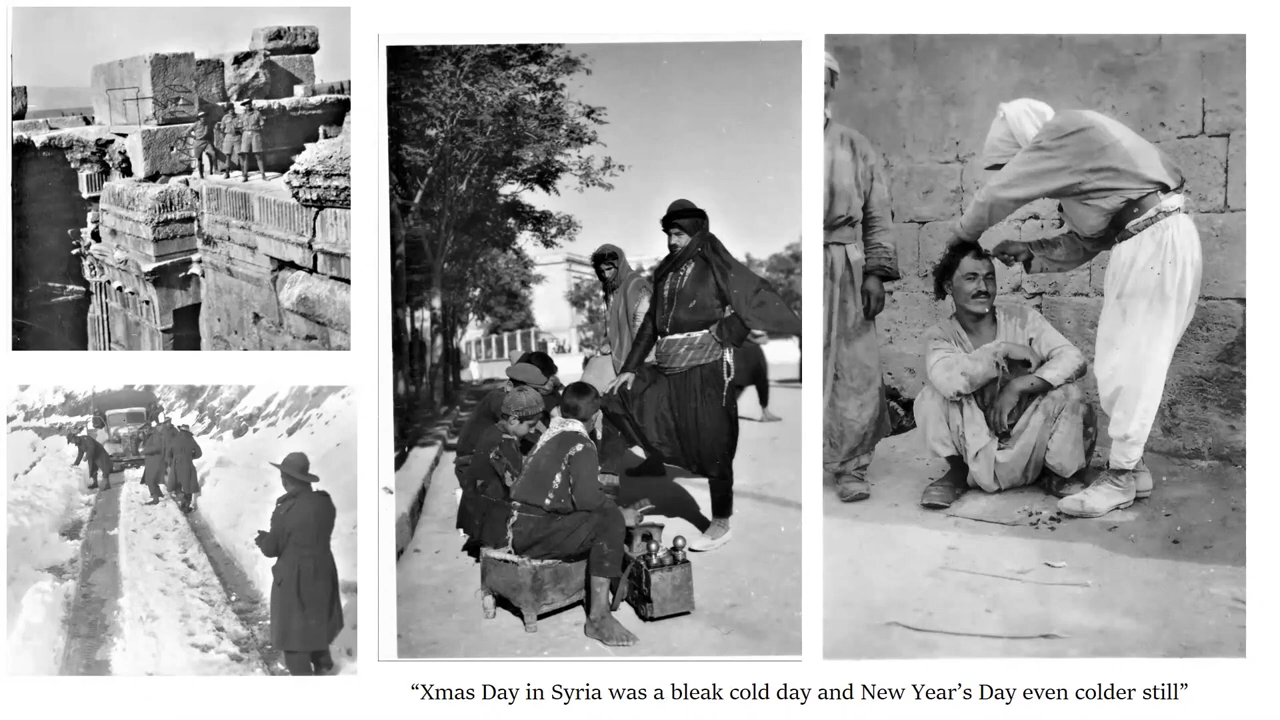 “Xmas Day in Syria was a bleak cold day and New Year’s Day even colder still”